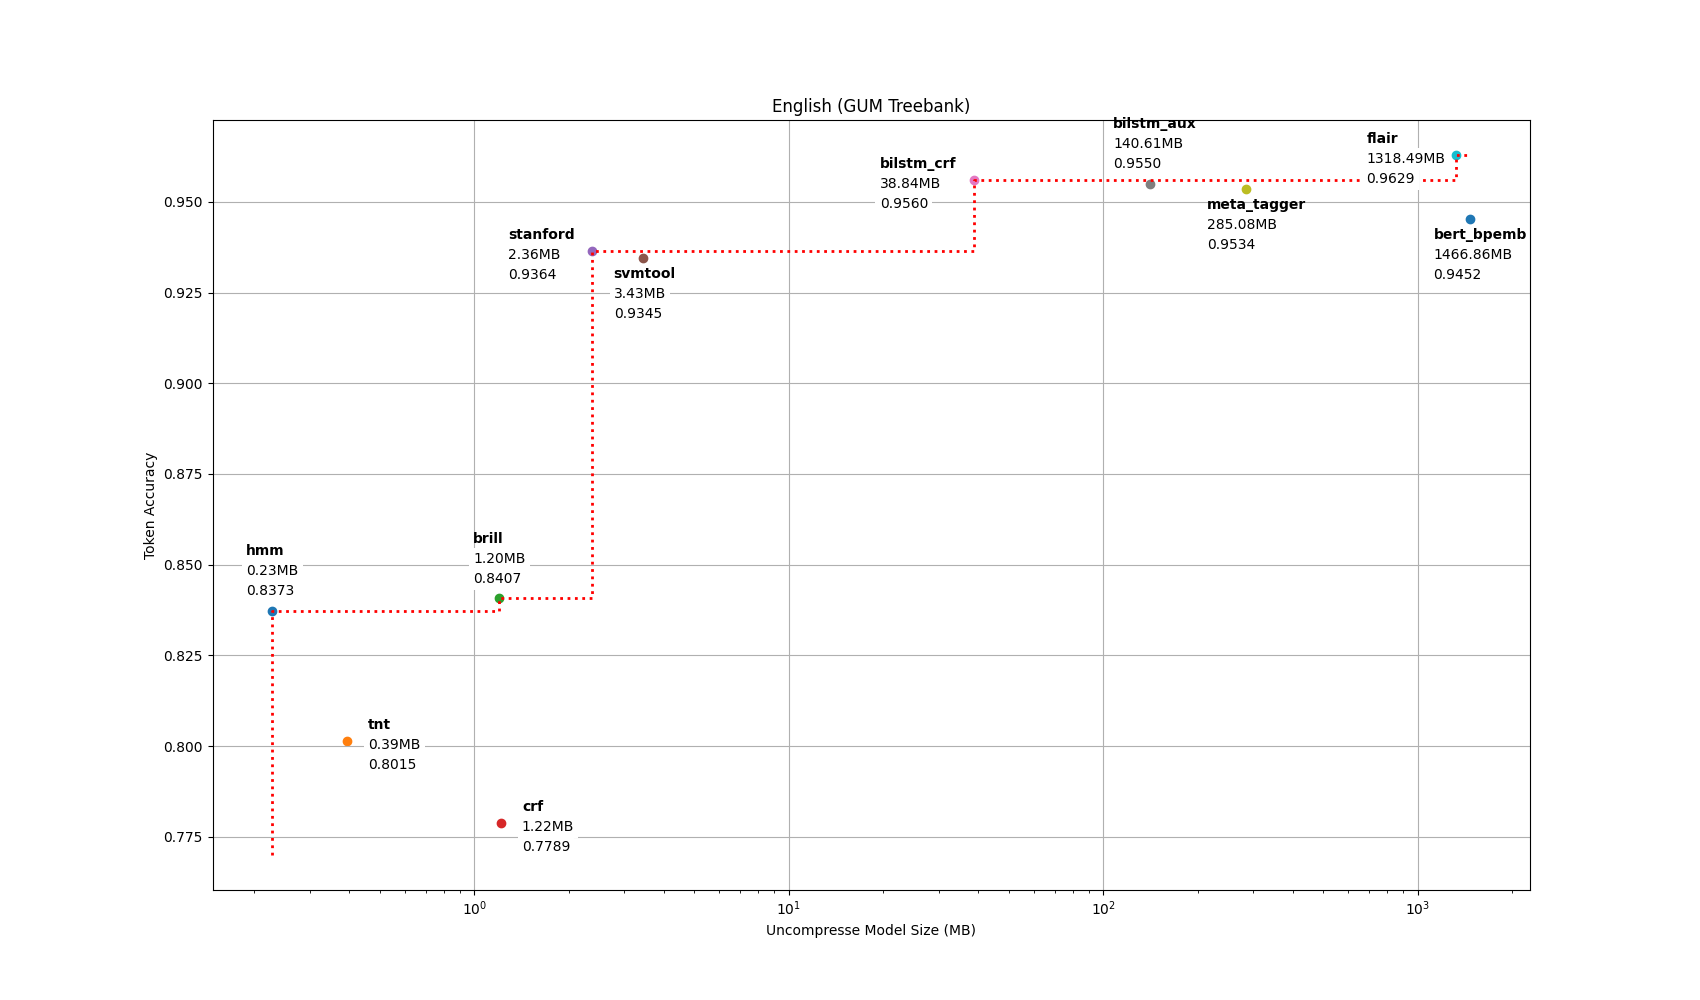 English (GUM Treebank)
bilstm_aux
140.61MB
0.9550
flair
1318.49MB
0.9629
bilstm_crf
38.84MB
0.9560
meta_tagger
285.08MB
0.9534
bert_bpemb
1466.86MB
0.9452
stanford
2.36MB
0.9364
svmtool
3.43MB
0.9345
brill
1.20MB
0.8407
hmm
0.23MB
0.8373
tnt
0.39MB
0.8015
crf
1.22MB
0.7789
0.950
0.925
0.900
0.875
0.850
0.825
0.800
0.775
Token Accuracy
10⁰
10¹
10²
10³
Uncompresse Model Size (MB)